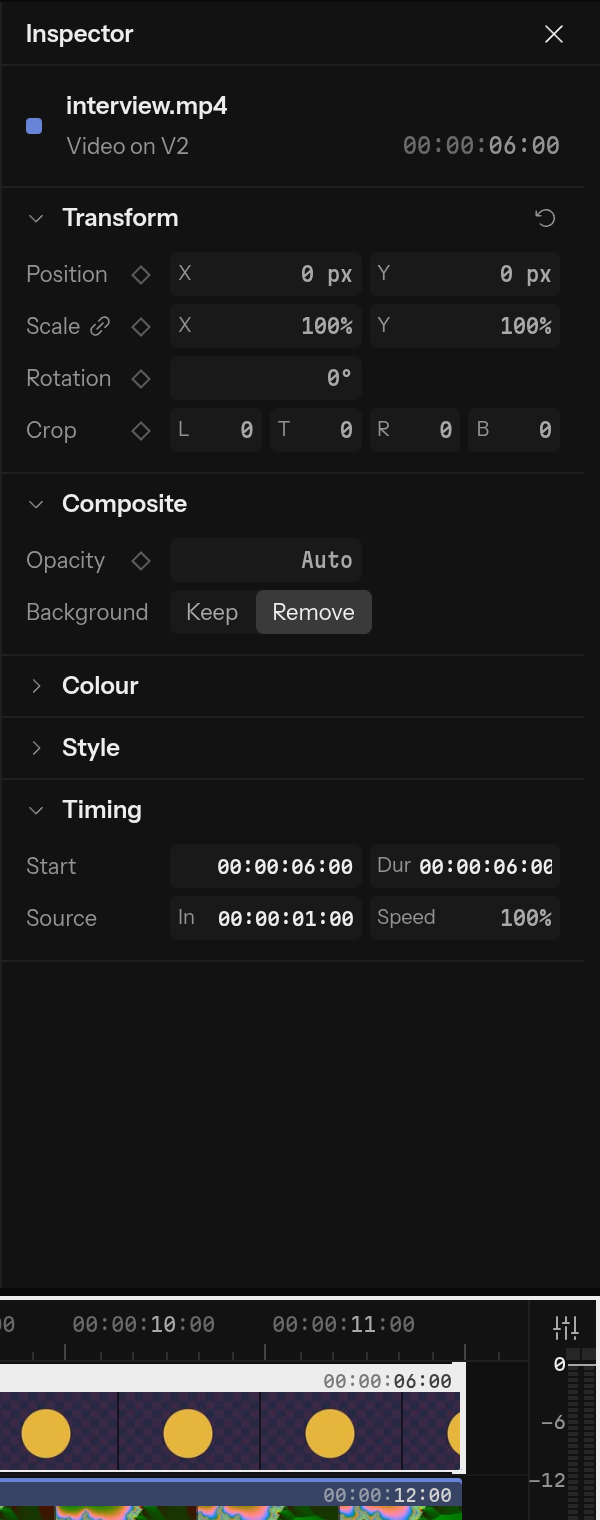 Inspector
interview.mp4
Video on V2 00:00:06:00
Transform
Position X 0 px Y 0 px
Scale X 100% Y 100%
Rotation 0°
Crop L 0 T 0 R 0 B 0
Composite
Opacity Auto
Background Keep Remove
Colour
Style
Timing
Start 00:00:06:00 Dur 00:00:06:00
Source In 00:00:01:00 Speed 100%
00:00:10:00 00:00:11:00
0
00:00:06:00
-6
-12
00:00:12:00